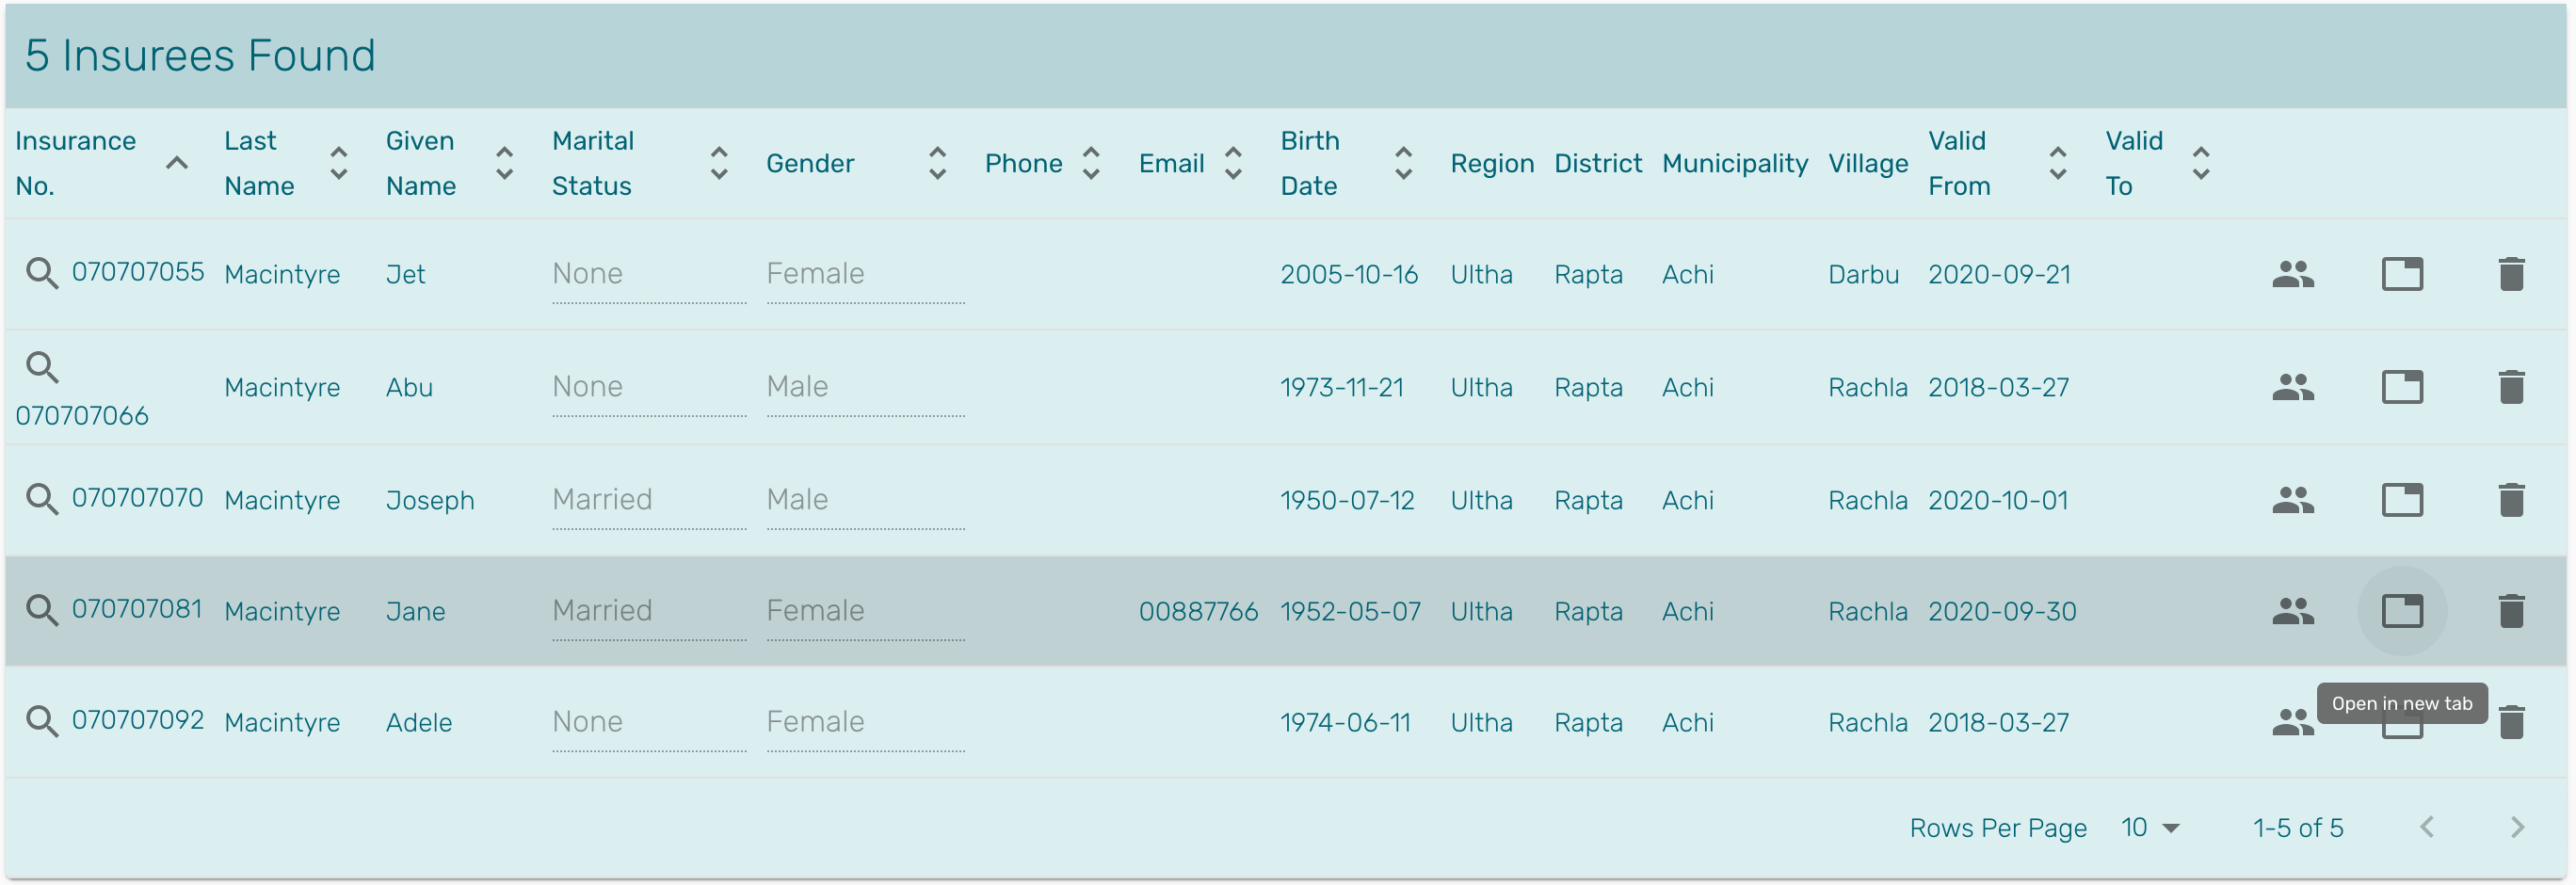 5 Insurees Found
Insurance No. Last Name Given Name Marital Status Gender Phone Email Birth Date Region District Municipality Village Valid From Valid To
070707055 Macintyre Jet None Female 2005-10-16 Ultha Rapta Achi Darbu 2020-09-21
070707066 Macintyre Abu None Male 1973-11-21 Ultha Rapta Achi Rachla 2018-03-27
070707070 Macintyre Joseph Married Male 1950-07-12 Ultha Rapta Achi Rachla 2020-10-01
070707081 Macintyre Jane Married Female 00887766 1952-05-07 Ultha Rapta Achi Rachla 2020-09-30
Open in new tab
070707092 Macintyre Adele None Female 1974-06-11 Ultha Rapta Achi Rachla 2018-03-27
Rows Per Page 10 1-5 of 5